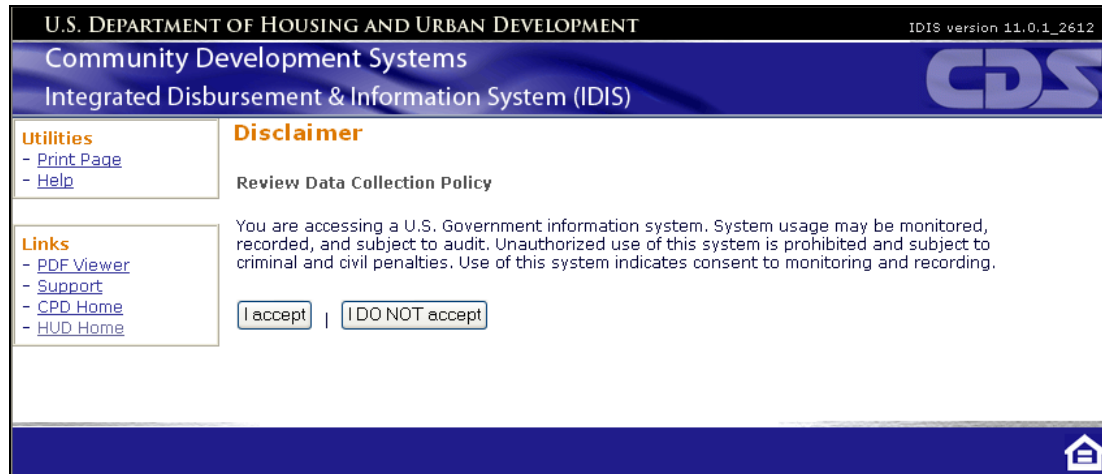 U.S. DEPARTMENT OF HOUSING AND URBAN DEVELOPMENT
IDIS version 11.0.1_2612
Community Development Systems
Integrated Disbursement & Information System (IDIS)
CDS
Utilities
- Print Page
- Help
Links
- PDF Viewer
- Support
- CPD Home
- HUD Home
Disclaimer
Review Data Collection Policy
You are accessing a U.S. Government information system. System usage may be monitored,
recorded, and subject to audit. Unauthorized use of this system is prohibited and subject to
criminal and civil penalties. Use of this system indicates consent to monitoring and recording.
I accept | I DO NOT accept